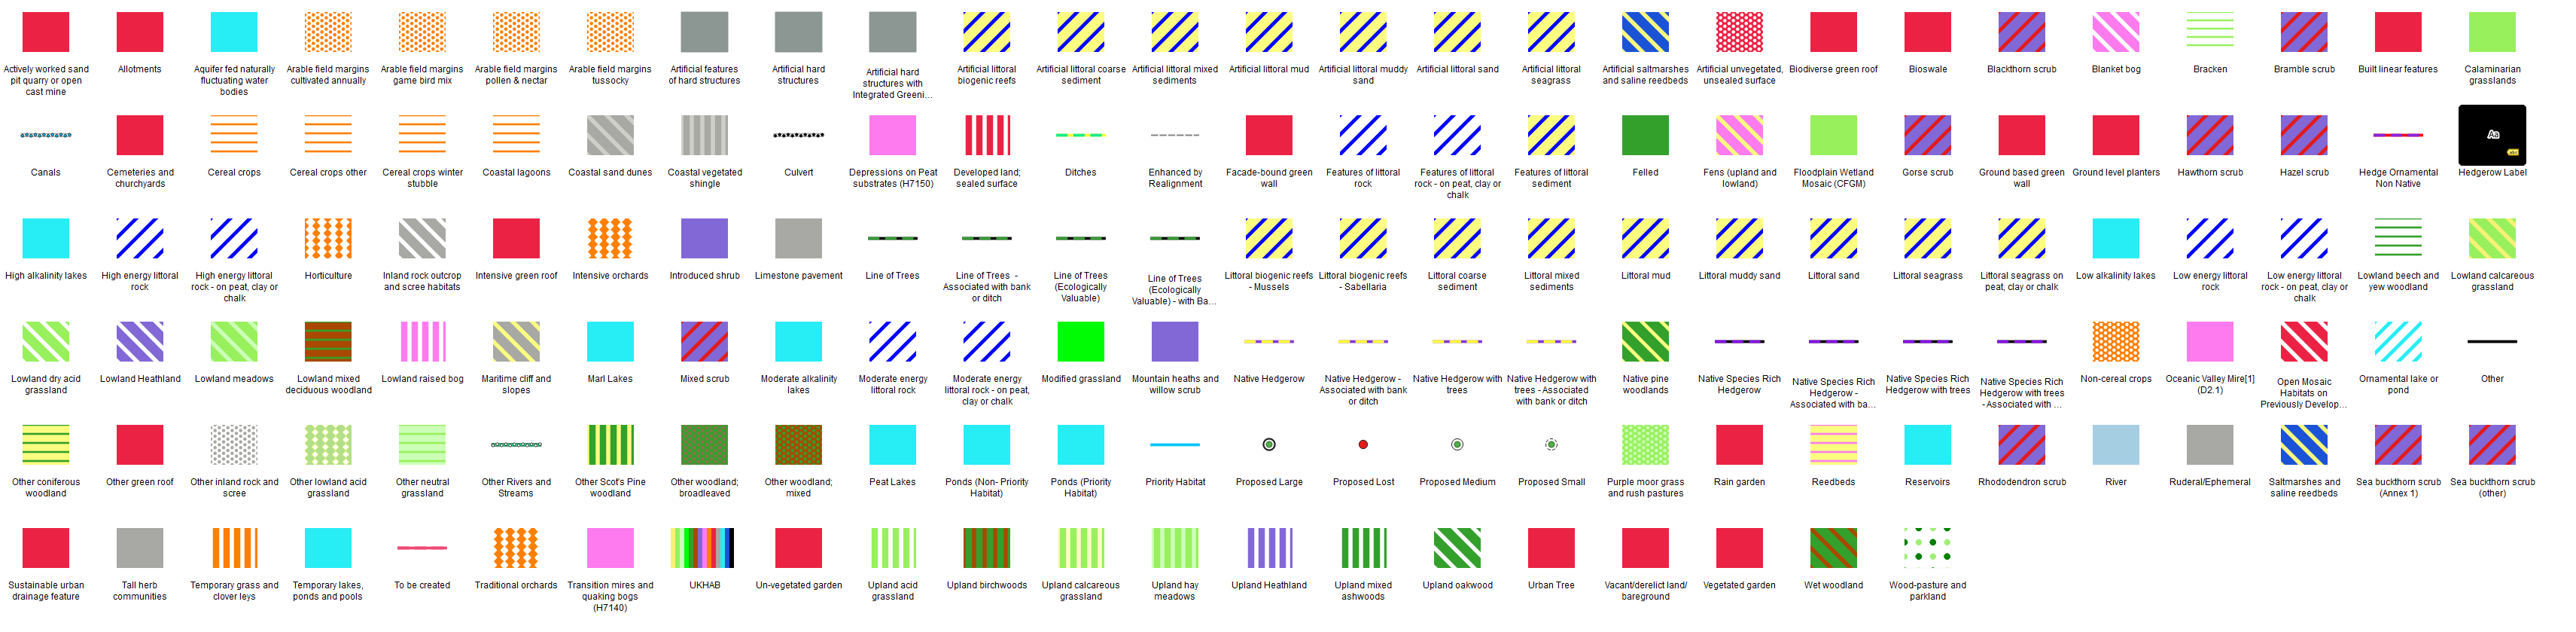 Actively worked sand pit quarry or open cast mine
Allotments
Aquifer fed naturally fluctuating water bodies
Arable field margins cultivated annually
Arable field margins game bird mix
Arable field margins pollen & nectar
Arable field margins tussocky
Artificial features of hard structures
Artificial hard structures
Artificial hard structures with Integrated Greeni...
Artificial littoral biogenic reefs
Artificial littoral coarse sediment
Artificial littoral mixed sediments
Artificial littoral mud
Artificial littoral muddy sand
Artificial littoral sand
Artificial littoral seagrass
Artificial saltmarshes and saline reedbeds
Artificial unvegetated, unsealed surface
Biodiverse green roof
Bioswale
Blackthorn scrub
Blanket bog
Bracken
Bramble scrub
Built linear features
Calaminarian grasslands
Canals
Cemeteries and churchyards
Cereal crops
Cereal crops other
Cereal crops winter stubble
Coastal lagoons
Coastal sand dunes
Coastal vegetated shingle
Culvert
Depressions on Peat substrates (H7150)
Developed land; sealed surface
Ditches
Enhanced by Realignment
Facade-bound green wall
Features of littoral rock
Features of littoral rock - on peat, clay or chalk
Features of littoral sediment
Felled
Fens (upland and lowland)
Floodplain Wetland Mosaic (CFGM)
Gorse scrub
Ground based green wall
Ground level planters
Hawthorn scrub
Hazel scrub
Hedge Ornamental Non Native
Aa
Hedgerow Label
High alkalinity lakes
High energy littoral rock
High energy littoral rock - on peat, clay or chalk
Horticulture
Inland rock outcrop and scree habitats
Intensive green roof
Intensive orchards
Introduced shrub
Limestone pavement
Line of Trees
Line of Trees - Associated with bank or ditch
Line of Trees (Ecologically Valuable)
Line of Trees (Ecologically Valuable) - with Ba...
Littoral biogenic reefs - Mussels
Littoral biogenic reefs - Sabellaria
Littoral coarse sediment
Littoral mixed sediments
Littoral mud
Littoral muddy sand
Littoral sand
Littoral seagrass
Littoral seagrass on peat, clay or chalk
Low alkalinity lakes
Low energy littoral rock
Low energy littoral rock - on peat, clay or chalk
Lowland beech and yew woodland
Lowland calcareous grassland
Lowland dry acid grassland
Lowland Heathland
Lowland meadows
Lowland mixed deciduous woodland
Lowland raised bog
Maritime cliff and slopes
Marl Lakes
Mixed scrub
Moderate alkalinity lakes
Moderate energy littoral rock
Moderate energy littoral rock - on peat, clay or chalk
Modified grassland
Mountain heaths and willow scrub
Native Hedgerow
Native Hedgerow - Associated with bank or ditch
Native Hedgerow with trees
Native Hedgerow with trees - Associated with bank or ditch
Native pine woodlands
Native Species Rich Hedgerow
Native Species Rich Hedgerow - Associated with ba...
Native Species Rich Hedgerow with trees
Native Species Rich Hedgerow with trees - Associated with ...
Non-cereal crops
Oceanic Valley Mire[1] (D2.1)
Open Mosaic Habitats on Previously Develop...
Ornamental lake or pond
Other
Other coniferous woodland
Other green roof
Other inland rock and scree
Other lowland acid grassland
Other neutral grassland
Other Rivers and Streams
Other Scot's Pine woodland
Other woodland; broadleaved
Other woodland; mixed
Peat Lakes
Ponds (Non- Priority Habitat)
Ponds (Priority Habitat)
Priority Habitat
Proposed Large
Proposed Lost
Proposed Medium
Proposed Small
Purple moor grass and rush pastures
Rain garden
Reedbeds
Reservoirs
Rhododendron scrub
River
Ruderal/Ephemeral
Saltmarshes and saline reedbeds
Sea buckthorn scrub (Annex 1)
Sea buckthorn scrub (other)
Sustainable urban drainage feature
Tall herb communities
Temporary grass and clover leys
Temporary lakes, ponds and pools
To be created
Traditional orchards
Transition mires and quaking bogs (H7140)
UKHAB
Un-vegetated garden
Upland acid grassland
Upland birchwoods
Upland calcareous grassland
Upland hay meadows
Upland Heathland
Upland mixed ashwoods
Upland oakwood
Urban Tree
Vacant/derelict land/ bareground
Vegetated garden
Wet woodland
Wood-pasture and parkland